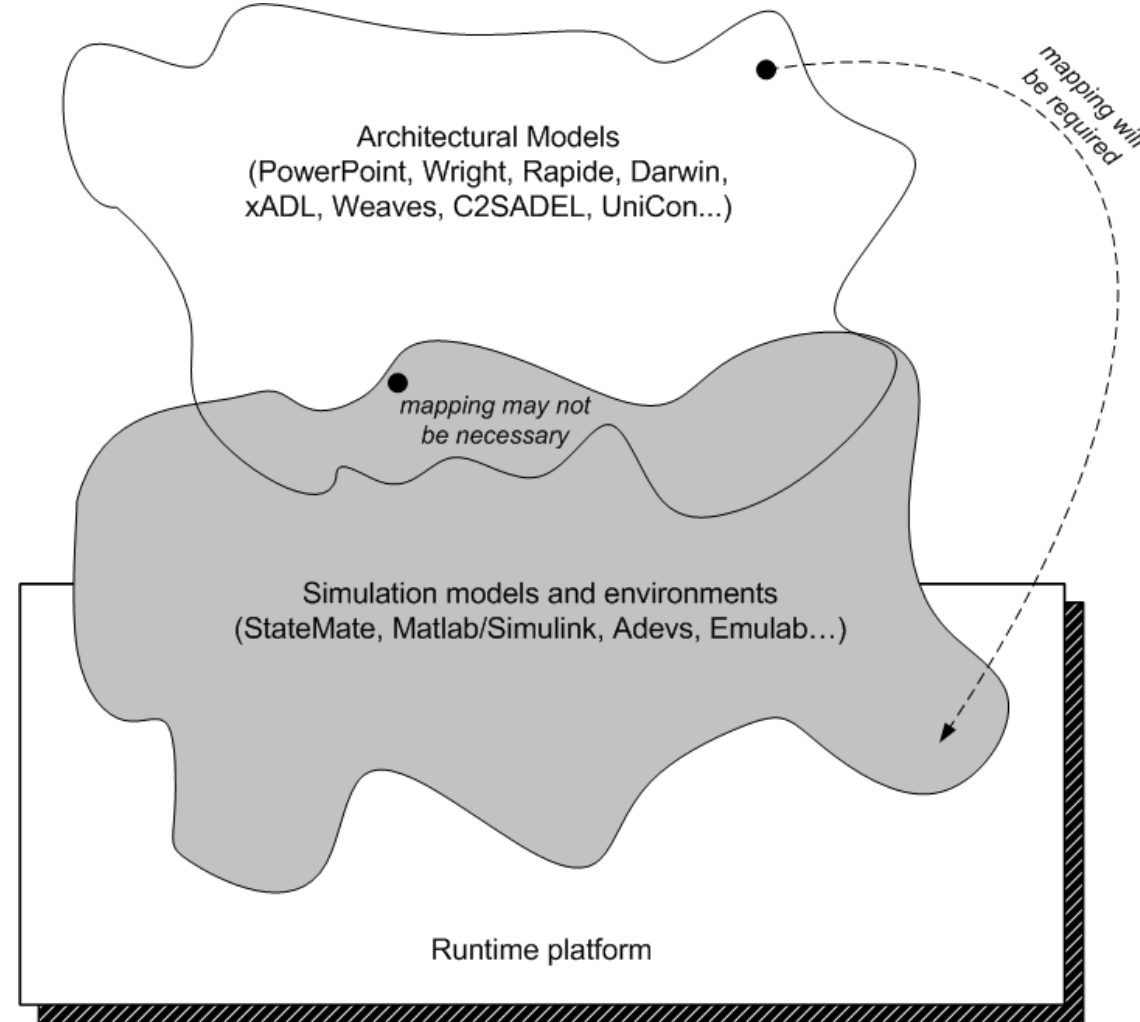 mapping will
be required
Architectural Models
(PowerPoint, Wright, Rapide, Darwin,
xADL, Weaves, C2SADEL, UniCon...)
mapping may not
be necessary
Simulation models and environments
(StateMate, Matlab/Simulink, Adevs, Emulab…)
Runtime platform